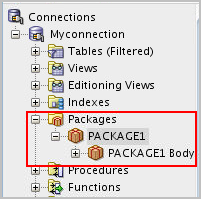 Connections
Myconnection
Tables (Filtered)
Views
Editioning Views
Indexes
Packages
PACKAGE1
PACKAGE1 Body
Procedures
Functions